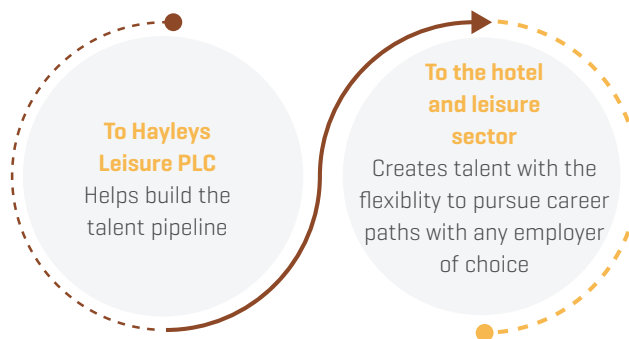 To Hayleys
Leisure PLC
Helps build the
talent pipeline
To the hotel
and leisure
sector
Creates talent with the
flexiblity to pursue career
paths with any employer
of choice